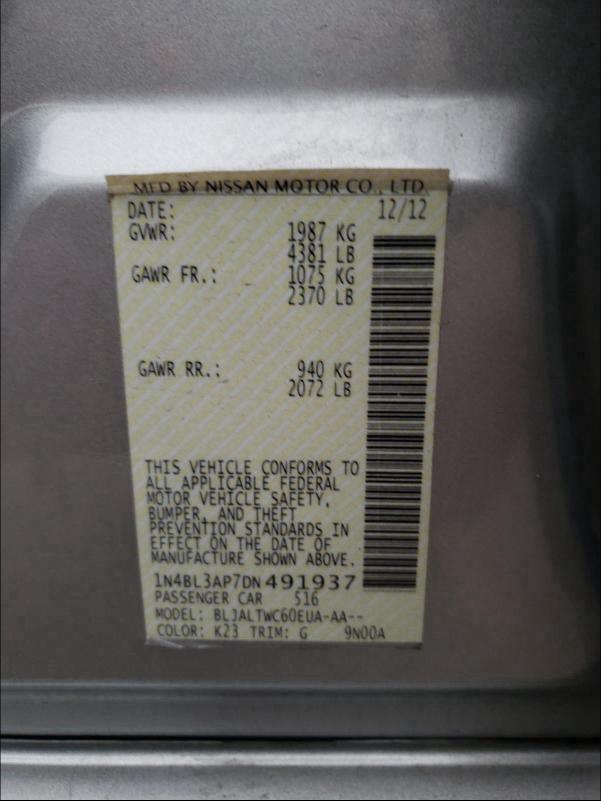 MFD BY NISSAN MOTOR CO., LTD.
DATE: 12/12
GVWR: 1987 KG
4381 LB
GAWR FR.: 1075 KG
2370 LB
GAWR RR.: 940 KG
2072 LB
THIS VEHICLE CONFORMS TO
ALL APPLICABLE FEDERAL
MOTOR VEHICLE SAFETY,
BUMPER, AND THEFT
PREVENTION STANDARDS IN
EFFECT ON THE DATE OF
MANUFACTURE SHOWN ABOVE.
1N4BL3AP7DN491937
PASSENGER CAR 516
MODEL: BL3ALTWC60EUA-AA--
COLOR: K23 TRIM: G 9N00A